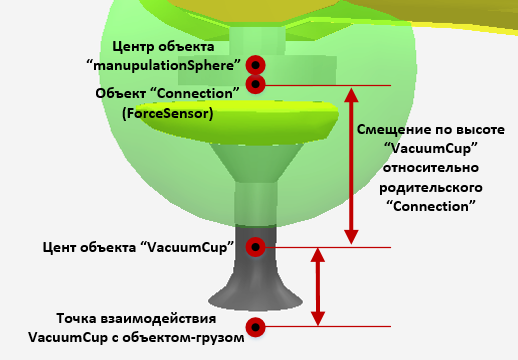 Центр объекта
“manupulationSphere”
Объект “Connection”
(ForceSensor)
Смещение по высоте
“VacuumCup”
относительно
родительского
“Connection”
Цент объекта “VacuumCup”
Точка взаимодействия
VacuumCup с объектом-грузом